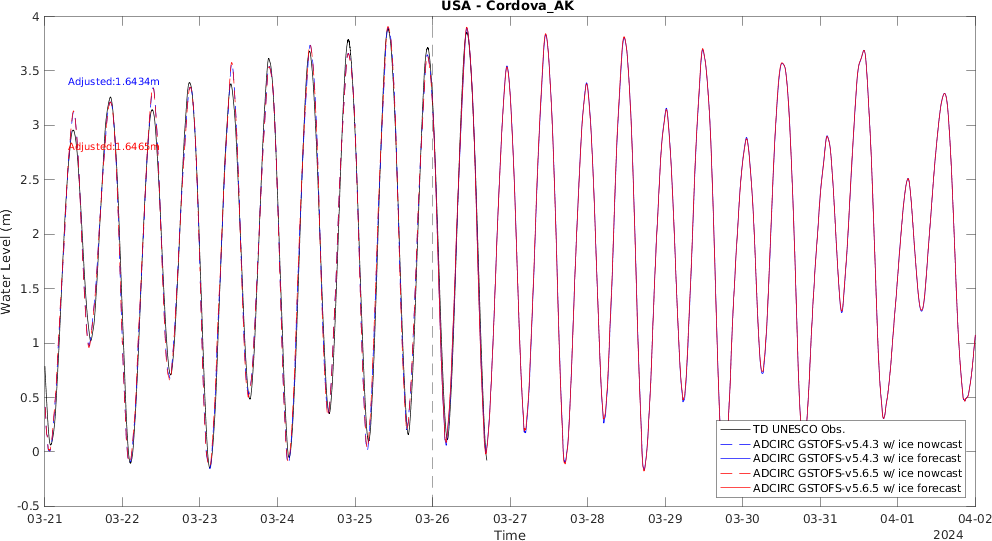 USA - Cordova_AK
4
3.5
3
2.5
2
1.5
1
0.5
0
-0.5
Water Level (m)
Adjusted:1.6434m
Adjusted:1.6465m
TD UNESCO Obs.
ADCIRC GSTOFS-v5.4.3 w/ ice nowcast
ADCIRC GSTOFS-v5.4.3 w/ ice forecast
ADCIRC GSTOFS-v5.6.5 w/ ice nowcast
ADCIRC GSTOFS-v5.6.5 w/ ice forecast
03-21 03-22 03-23 03-24 03-25 03-26 03-27 03-28 03-29 03-30 03-31 04-01 04-02
Time
2024